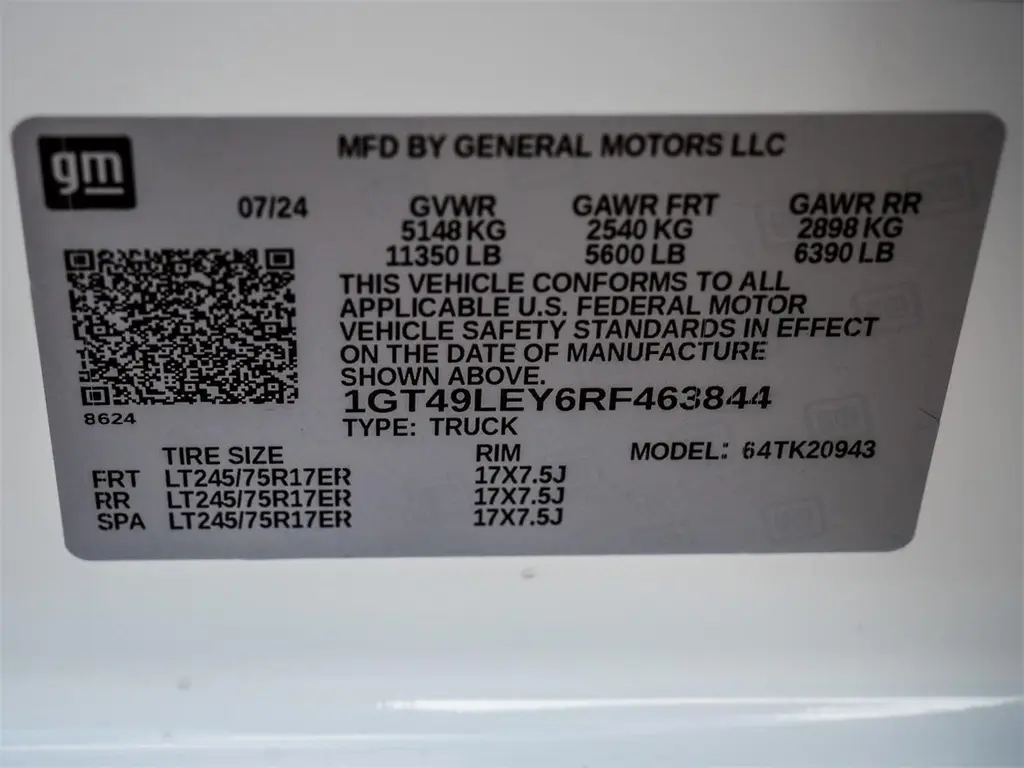 gm
MFD BY GENERAL MOTORS LLC
07/24 GVWR GAWR FRT GAWR RR
5148 KG 2540 KG 2898 KG
11350 LB 5600 LB 6390 LB
THIS VEHICLE CONFORMS TO ALL
APPLICABLE U.S. FEDERAL MOTOR
VEHICLE SAFETY STANDARDS IN EFFECT
ON THE DATE OF MANUFACTURE
SHOWN ABOVE.
1GT49LEY6RF463844
8624
TYPE: TRUCK
TIRE SIZE RIM MODEL: 64TK20943
FRT LT245/75R17ER 17X7.5J
RR LT245/75R17ER 17X7.5J
SPA LT245/75R17ER 17X7.5J